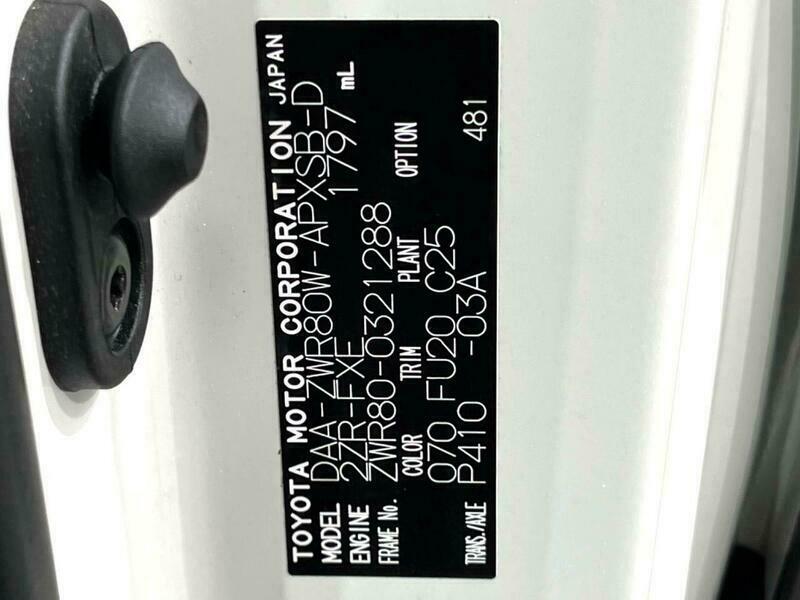 TOYOTA MOTOR CORPORATION JAPAN
MODEL DAA-ZWR80W-APXSB-D
ENGINE 2ZR-FXE 1797 mL
FRAME No. ZWR80-0321288
COLOR TRIM PLANT OPTION
070 FU20 C25
TRANS./AXLE P410 -03A 481